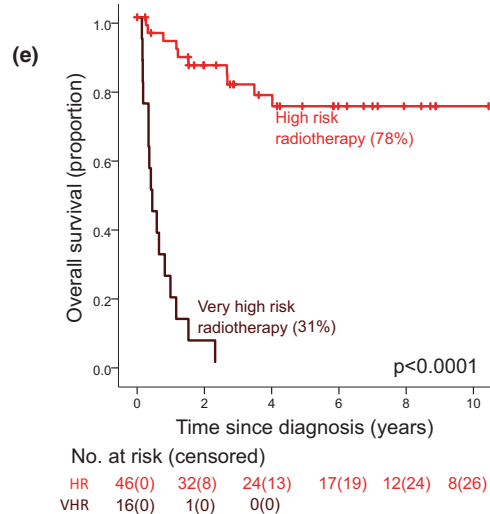 (e)
1.0
0.8
0.6
0.4
0.2
0.0
Overall survival (proportion)
High risk
radiotherapy (78%)
Very high risk
radiotherapy (31%)
p<0.0001
0 2 4 6 8 10
Time since diagnosis (years)
No. at risk (censored)
HR 46(0) 32(8) 24(13) 17(19) 12(24) 8(26)
VHR 16(0) 1(0) 0(0)